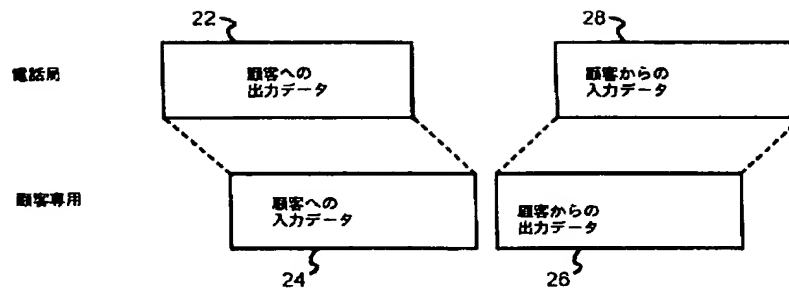 22
28
電話局
顧客への
出力データ
顧客からの
入力データ
顧客専用
顧客への
入力データ
顧客からの
出力データ
24
26